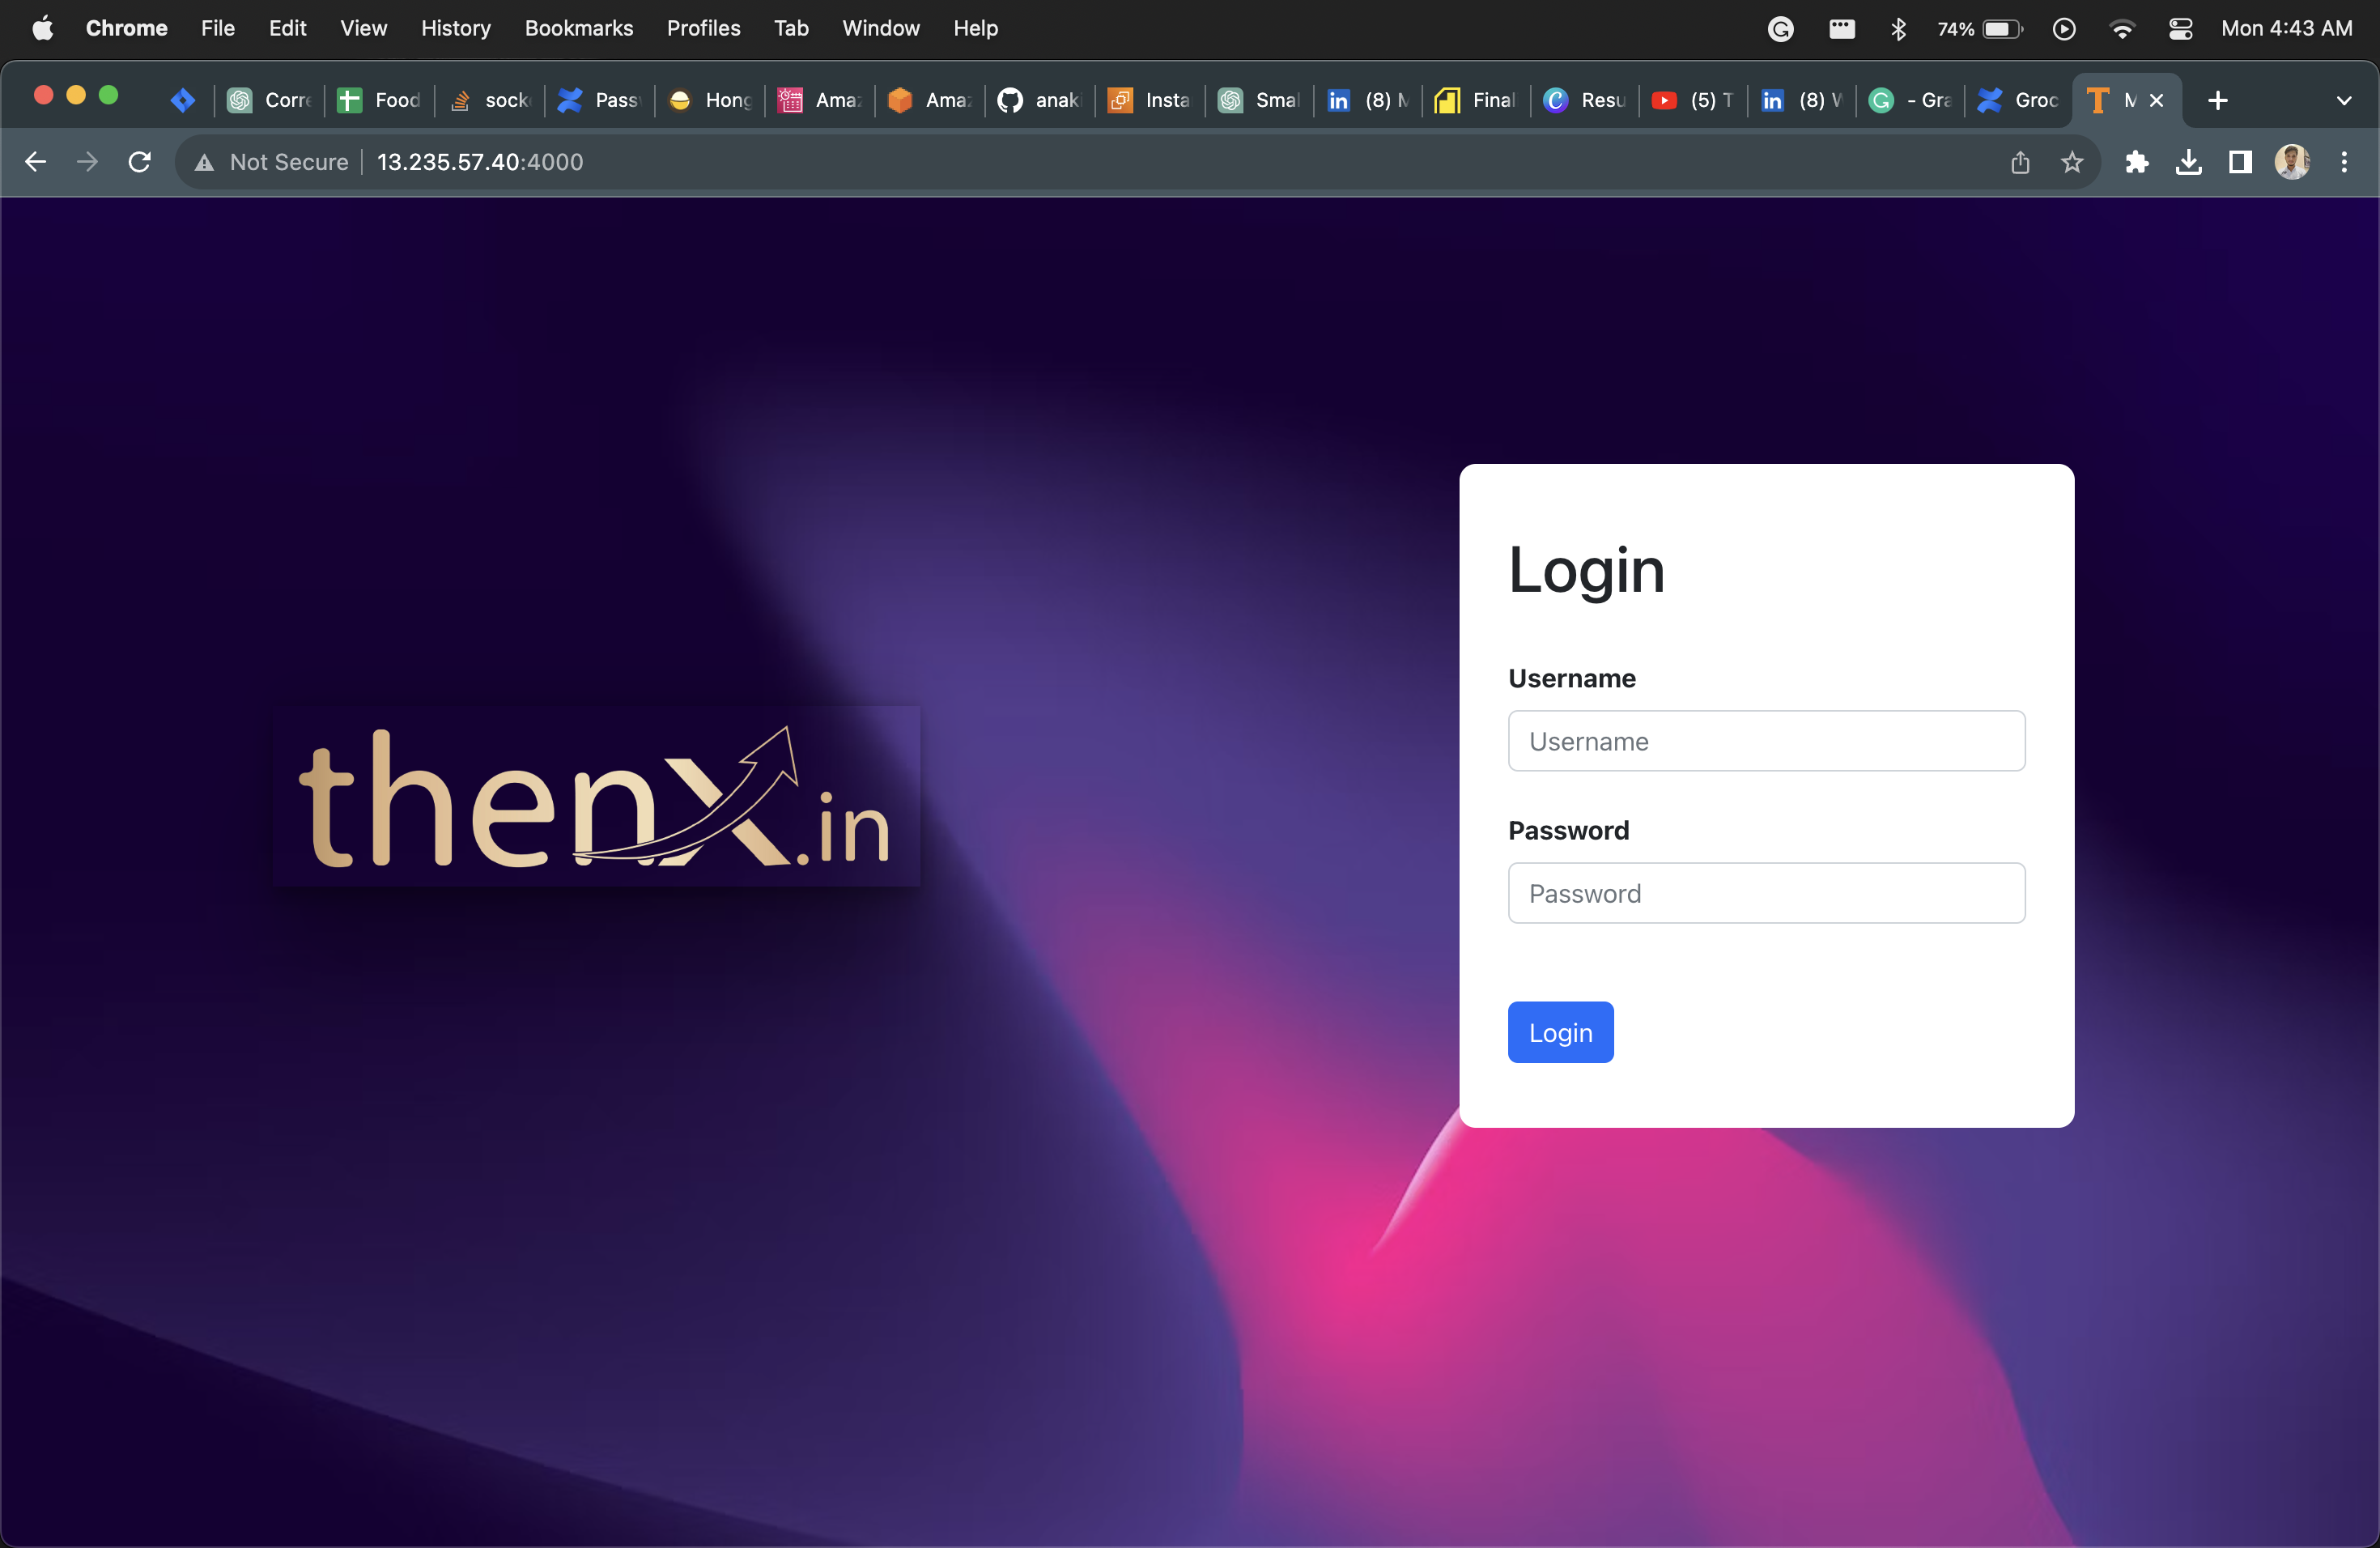 Chrome File Edit View History Bookmarks Profiles Tab Window Help 74% Mon 4:43 AM
Corre Food sock Pass Hong Ama Ama anaki Insta Smal (8) M Final Resu (5) T (8) W - Gra Groc M
Not Secure 13.235.57.40:4000
Login
Username
Username
thenx.in
Password
Password
Login